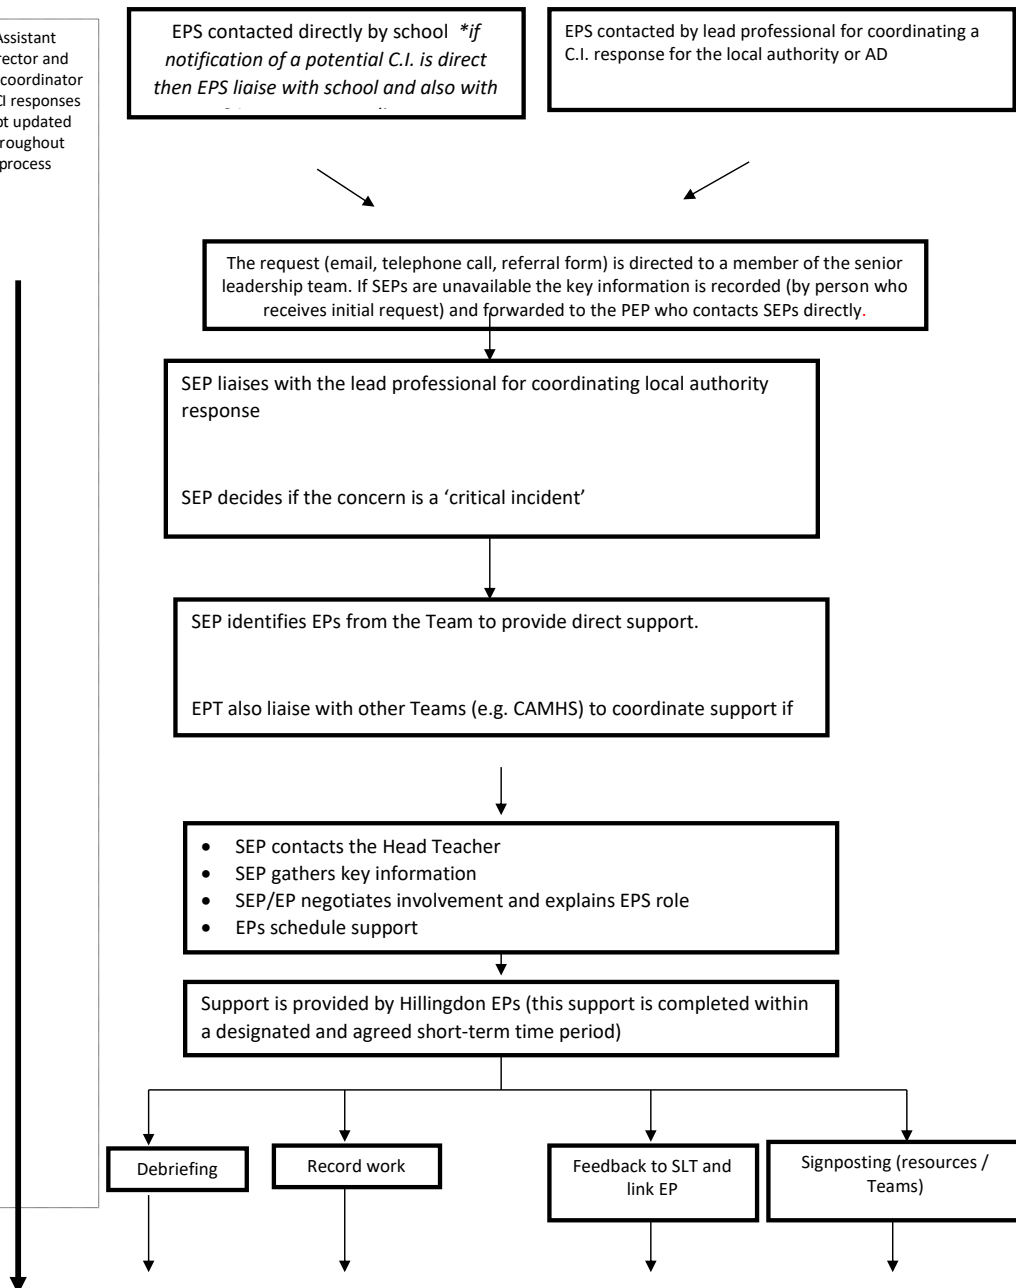 Assistant
rector and
coordinator
CI responses
pt updated
roughout
process
EPS contacted directly by school *if
notification of a potential C.I. is direct
then EPS liaise with school and also with
EPS contacted by lead professional for coordinating a
C.I. response for the local authority or AD
The request (email, telephone call, referral form) is directed to a member of the senior
leadership team. If SEPs are unavailable the key information is recorded (by person who
receives initial request) and forwarded to the PEP who contacts SEPs directly.
SEP liaises with the lead professional for coordinating local authority
response
SEP decides if the concern is a ‘critical incident’
SEP identifies EPs from the Team to provide direct support.
EPT also liaise with other Teams (e.g. CAMHS) to coordinate support if
• SEP contacts the Head Teacher
• SEP gathers key information
• SEP/EP negotiates involvement and explains EPS role
• EPs schedule support
Support is provided by Hillingdon EPs (this support is completed within
a designated and agreed short-term time period)
Debriefing
Record work
Feedback to SLT and
link EP
Signposting (resources /
Teams)